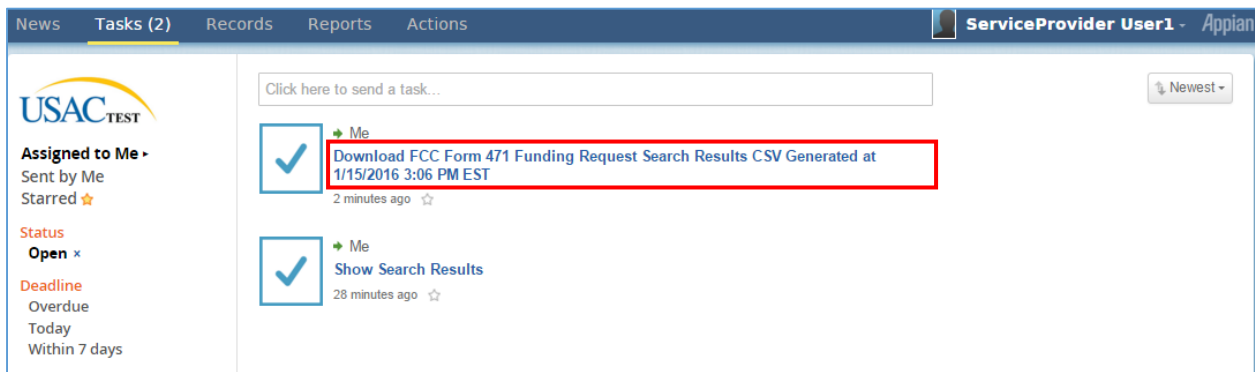 News Tasks (2) Records Reports Actions ServiceProvider User1 - Appian
Click here to send a task...
Newest
USAC TEST
Me
Download FCC Form 471 Funding Request Search Results CSV Generated at
1/15/2016 3:06 PM EST
2 minutes ago
Me
Show Search Results
28 minutes ago
Assigned to Me
Sent by Me
Starred
Status
Open ×
Deadline
Overdue
Today
Within 7 days